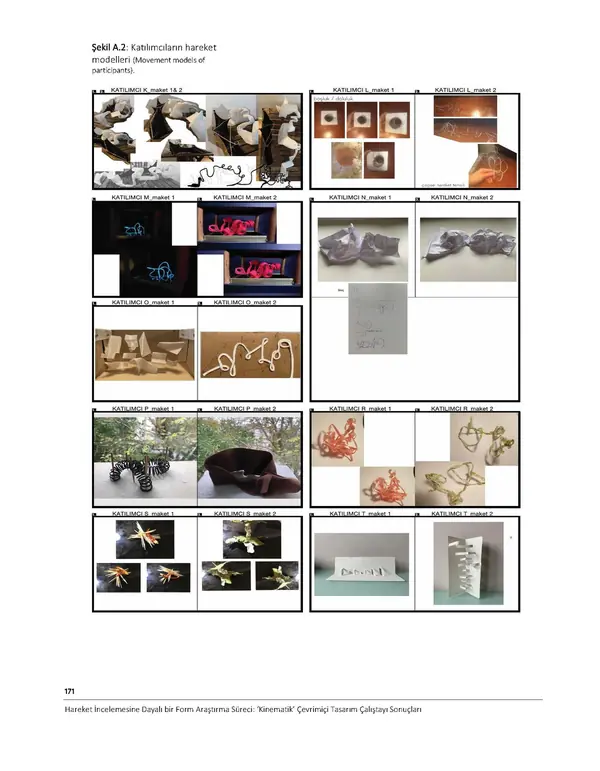 Şekil A.2: Katılımcıların hareket
modelleri (Movement models of
participants).
KATILIMCI K_maket 1& 2
KATILIMCI L_maket 1
KATILIMCI L_maket 2
boşluk / doluluk
KATILIMCI M_maket 1
KATILIMCI M_maket 2
KATILIMCI N_maket 1
KATILIMCI N_maket 2
KATILIMCI O_maket 1
KATILIMCI O_maket 2
KATILIMCI P_maket 1
KATILIMCI P_maket 2
KATILIMCI R_maket 1
KATILIMCI R_maket 2
KATILIMCI S_maket 1
KATILIMCI S_maket 2
KATILIMCI T_maket 1
KATILIMCI T_maket 2
171
Hareket İncelemesine Dayalı bir Form Araştırma Süreci: ‘Kinematik’ Çevrimiçi Tasarım Çalıştayı Sonuçları